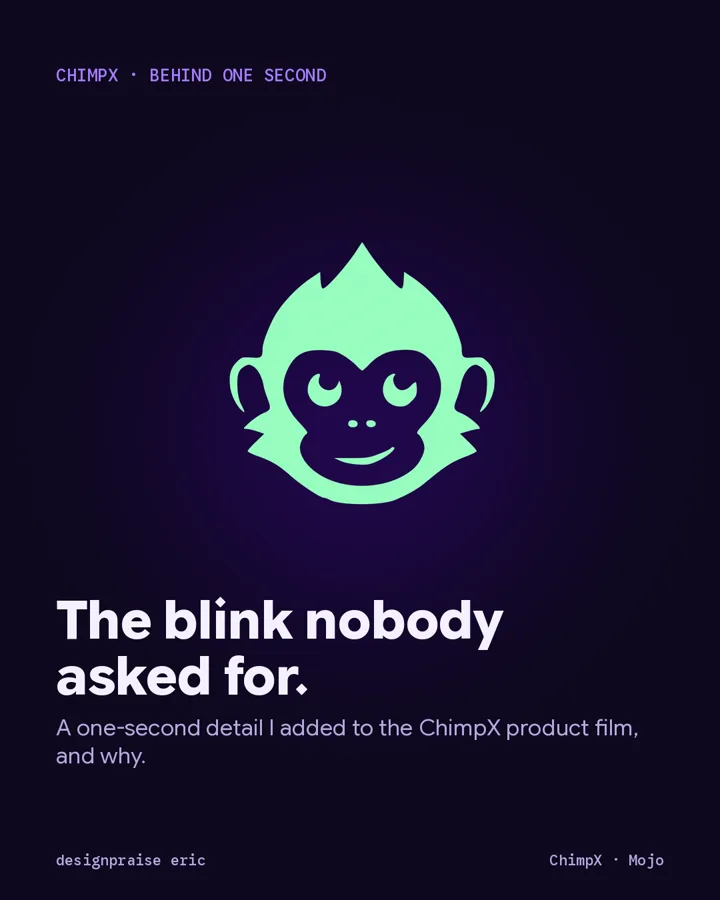 CHIMPX · BEHIND ONE SECOND
The blink nobody
asked for.
A one-second detail I added to the ChimpX product film,
and why.
designpraise eric
ChimpX · Mojo